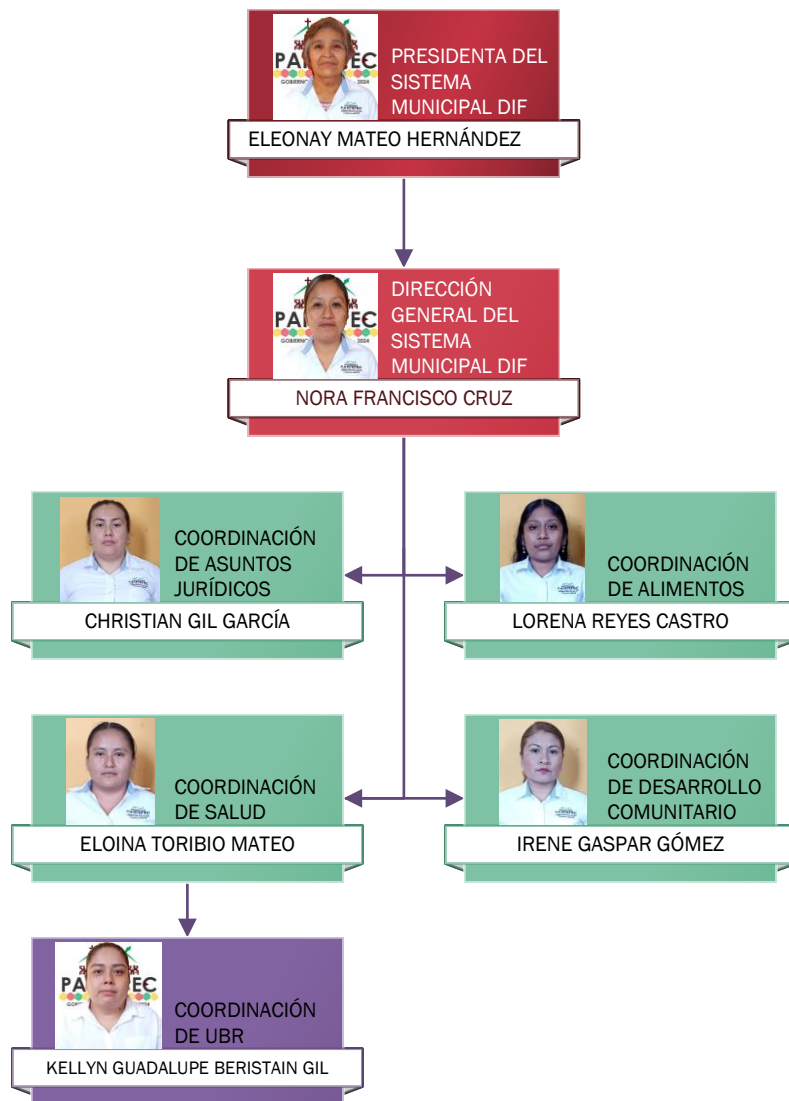 PRESIDENTA DEL
SISTEMA
MUNICIPAL DIF
ELEONAY MATEO HERNÁNDEZ
DIRECCIÓN
GENERAL DEL
SISTEMA
MUNICIPAL DIF
NORA FRANCISCO CRUZ
COORDINACIÓN
DE ASUNTOS
JURÍDICOS
CHRISTIAN GIL GARCÍA
COORDINACIÓN
DE ALIMENTOS
LORENA REYES CASTRO
COORDINACIÓN
DE SALUD
ELOINA TORIBIO MATEO
COORDINACIÓN
DE DESARROLLO
COMUNITARIO
IRENE GASPAR GÓMEZ
COORDINACIÓN
DE UBR
KELLYN GUADALUPE BERISTAIN GIL